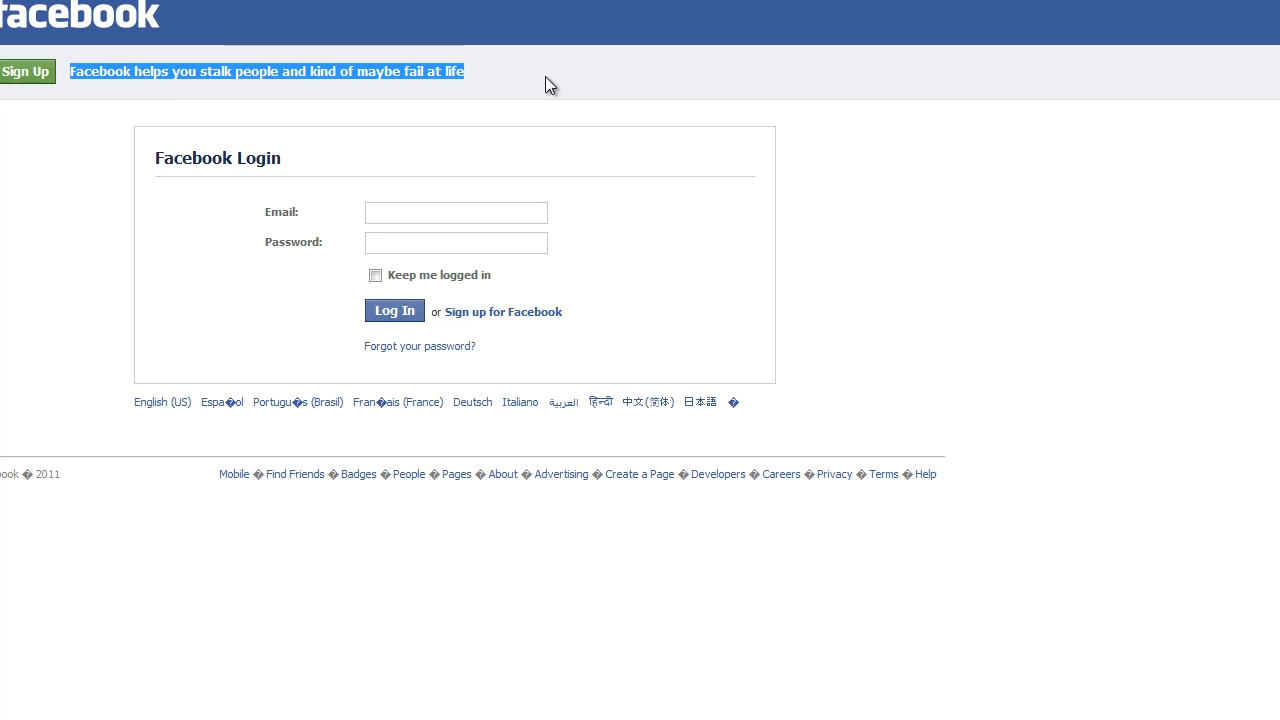 facebook
Sign Up Facebook helps you stalk people and kind of maybe fail at life
Facebook Login
Email:
Password:
Keep me logged in
Log In or Sign up for Facebook
Forgot your password?
English (US) Espa�ol Portugu�s (Brasil) Fran�ais (France) Deutsch Italiano العربية हिन्दी 中文(简体) 日本語 �
ook � 2011 Mobile � Find Friends � Badges � People � Pages � About � Advertising � Create a Page � Developers � Careers � Privacy � Terms � Help